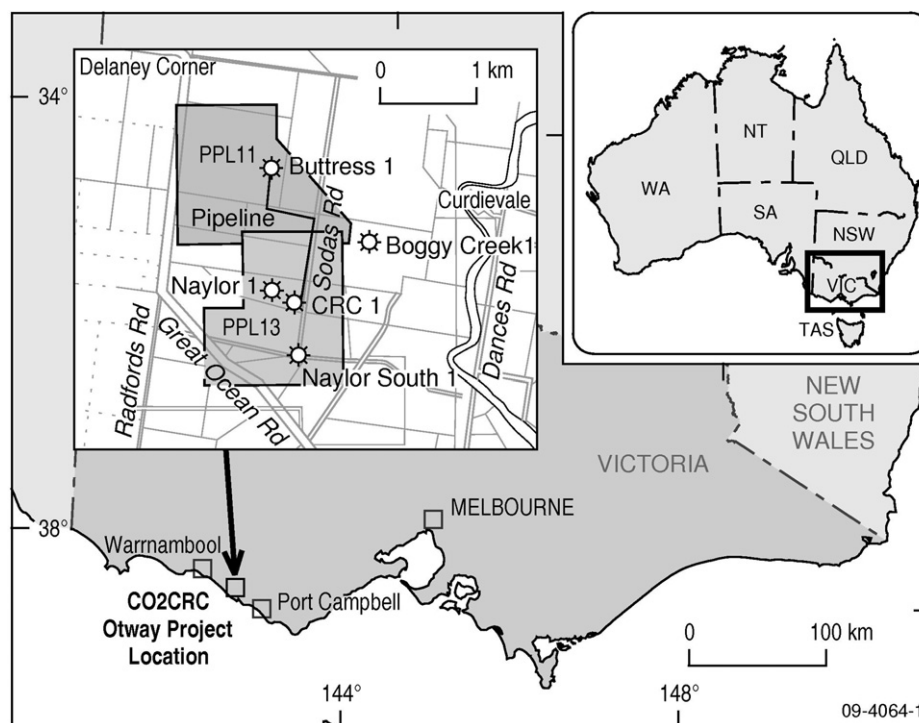 Delaney Corner
0 1 km
PPL11
Buttress 1
Pipeline
Sodas Rd
Curdievale
Boggy Creek1
Naylor 1
CRC 1
PPL13
Radfords Rd
Great Ocean Rd
Dances Rd
Naylor South 1
WA
NT
QLD
SA
NSW
VIC
TAS
34°
38°
NEW
SOUTH
WALES
VICTORIA
MELBOURNE
Warrnambool
Port Campbell
CO2CRC
Otway Project
Location
0 100 km
144°
148°
09-4064-1